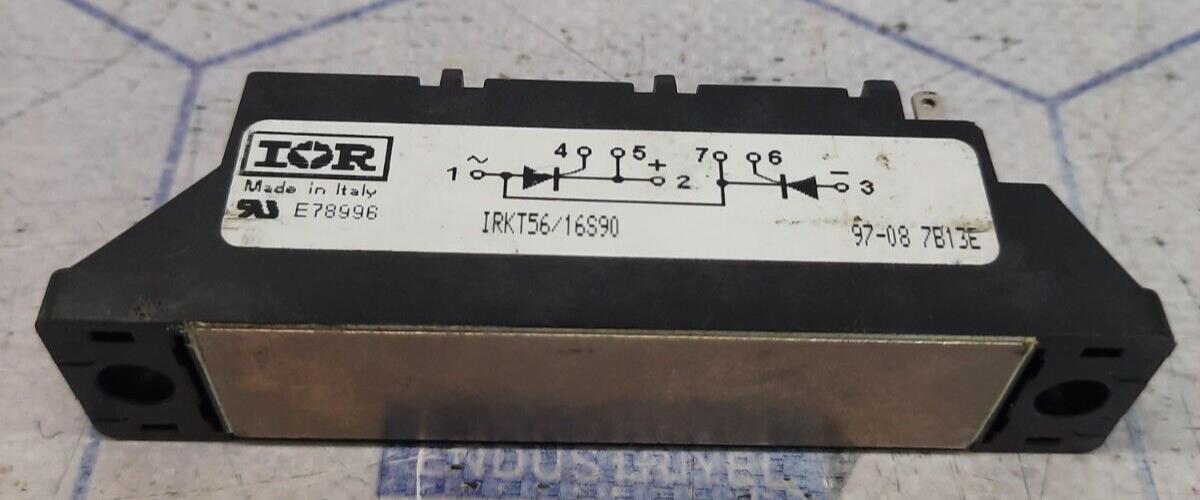 IOR
Made in Italy
E78996
1 ~ 4 5 + 2 7 6 - 3
IRKT56/16S90
97-08 7B13E